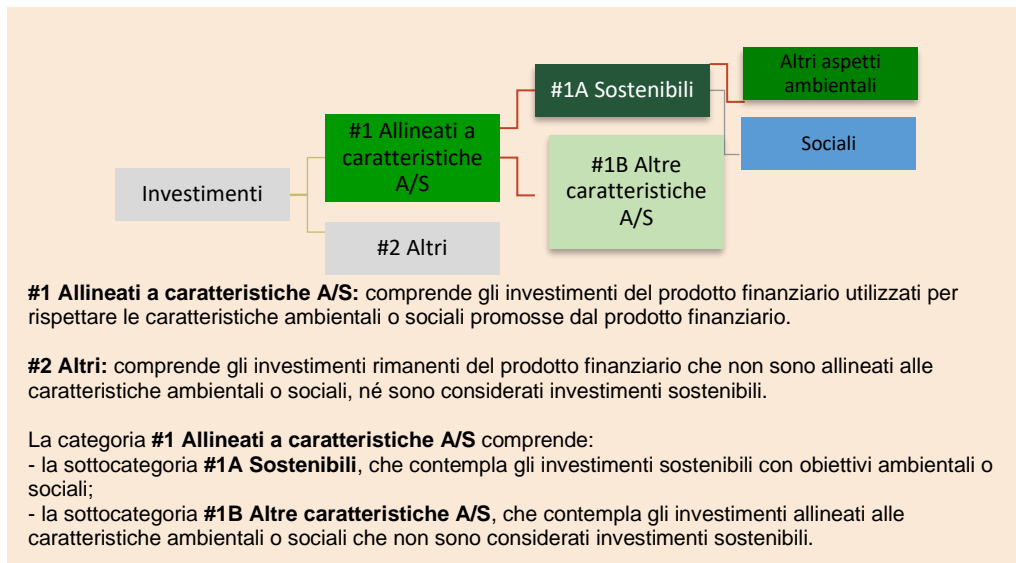 Altri aspetti
ambientali
#1A Sostenibili
#1 Allineati a
caratteristiche
A/S
Sociali
#1B Altre
caratteristiche
A/S
Investimenti
#2 Altri
#1 Allineati a caratteristiche A/S: comprende gli investimenti del prodotto finanziario utilizzati per
rispettare le caratteristiche ambientali o sociali promosse dal prodotto finanziario.
#2 Altri: comprende gli investimenti rimanenti del prodotto finanziario che non sono allineati alle
caratteristiche ambientali o sociali, né sono considerati investimenti sostenibili.
La categoria #1 Allineati a caratteristiche A/S comprende:
- la sottocategoria #1A Sostenibili, che contempla gli investimenti sostenibili con obiettivi ambientali o
sociali;
- la sottocategoria #1B Altre caratteristiche A/S, che contempla gli investimenti allineati alle
caratteristiche ambientali o sociali che non sono considerati investimenti sostenibili.